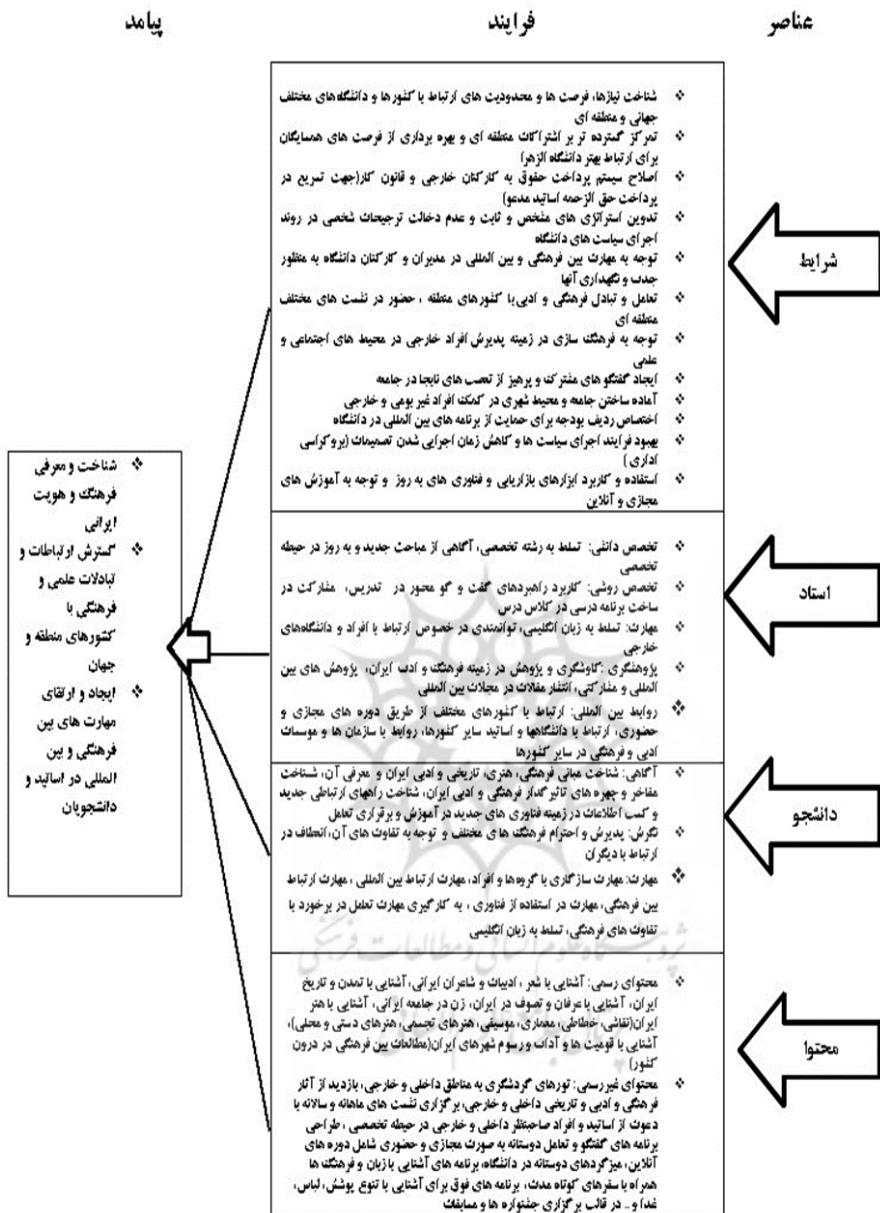 عناصر
فرایند
پیامد
شرایط
❖ شناخت نیازها، فرصت ها و محدودیت های ارتباط با کشورها و دانشگاه های مختلف
جهانی و منطقه ای
❖ تمرکز گسترده تر بر اشتراکات منطقه ای و بهره برداری از فرصت های همسایگان
برای ارتباط بهتر دانشگاه الزهرا
❖ اصلاح سیستم پرداخت حقوق به کارکنان خارجی و قانون کار(جهت تسریع در
پرداخت حق الزحمه اساتید مدعو)
❖ تدوین استراتژی های مشخص و ثابت و عدم دخالت ترجیحات شخصی در روند
اجرای سیاست های دانشگاه
❖ توجه به مهارت بین فرهنگی و بین المللی در مدیران و کارکنان دانشگاه به منظور
جذب و نگهداری آنها
❖ تعامل و تبادل فرهنگی و ادبی با کشورهای منطقه ، حضور در نشست های مختلف
منطقه ای
❖ توجه به فرهنگ سازی در زمینه پذیرش افراد خارجی در محیط های اجتماعی و
علمی
❖ ایجاد گفتگو های مشترک و پرهیز از تعصب های نابجا در جامعه
❖ آماده ساختن جامعه و محیط شهری در کمک افراد غیر بومی و خارجی
❖ اختصاص ردیف بودجه برای حمایت از برنامه های بین المللی در دانشگاه
❖ بهبود فرایند اجرای سیاست ها و کاهش زمان اجرایی شدن تصمیمات (بروکراسی
اداری )
❖ استفاده و کاربرد ابزارهای بازاریابی و فناوری های به روز و توجه به آموزش های
مجازی و آنلاین
استاد
❖ تخصص دانشی: تسلط به رشته تخصصی، آگاهی از مباحث جدید و به روز در حیطه
تخصصی
❖ تخصص روشی: کاربرد راهبردهای گفت و گو محور در تدریس، مشارکت در
ساخت برنامه درسی در کلاس درس
❖ مهارت: تسلط به زبان انگلیسی، توانمندی در خصوص ارتباط با افراد و دانشگاه‌های
خارجی
❖ پژوهشگری :کاوشگری و پژوهش در زمینه فرهنگ و ادب ایران، پژوهش های بین
المللی و مشارکتی، انتشار مقالات در مجلات بین المللی
❖ روابط بین المللی: ارتباط با کشورهای مختلف از طریق دوره های مجازی و
حضوری، ارتباط با دانشگاهها و اساتید سایر کشورها، روابط با سازمان ها و موسسات
ادبی و فرهنگی در سایر کشورها
دانشجو
❖ آگاهی: شناخت مبانی فرهنگی، هنری، تاریخی و ادبی ایران و معرفی آن، شناخت
مفاخر و چهره های تاثیرگذار فرهنگی و ادبی ایران، شناخت راههای ارتباطی جدید
و کسب اطلاعات در زمینه فناوری های جدید در آموزش و برقراری تعامل
❖ نگرش: پذیرش و احترام فرهنگ های مختلف و توجه به تفاوت های آن، انعطاف در
ارتباط با دیگران
❖ مهارت: مهارت سازگاری با گروه‌ها و افراد، مهارت ارتباط بین المللی ، مهارت ارتباط
بین فرهنگی، مهارت در استفاده از فناوری ، به کارگیری مهارت تعامل در برخورد با
تفاوت های فرهنگی، تسلط به زبان انگلیسی
پژوهشگاه علوم انسانی و مطالعات فرهنگی
محتوا
❖ محتوای رسمی: آشنایی با شعر ، ادبیات و شاعران ایرانی، آشنایی با تمدن و تاریخ
ایران، آشنایی با عرفان و تصوف در ایران، زن در جامعه ایرانی، آشنایی با هنر
ایران(نقاشی، خطاطی، معماری، موسیقی، هنرهای تجسمی، هنرهای دستی و محلی)،
آشنایی با قومیت ها و آداب و رسوم شهرهای ایران(مطالعات بین فرهنگی در درون
کشور)
❖ محتوای غیررسمی: تورهای گردشگری به مناطق داخلی و خارجی، بازدید از آثار
فرهنگی و ادبی و تاریخی داخلی و خارجی، برگزاری نشست های ماهانه و سالانه با
دعوت از اساتید و افراد صاحبنظر داخلی و خارجی در حیطه تخصصی ، طراحی
برنامه های گفتگو و تعامل دوستانه به صورت مجازی و حضوری شامل دوره های
آنلاین، میزگردهای دوستانه در دانشگاه، برنامه های آشنایی با زبان و فرهنگ ها
همراه با سفرهای کوتاه مدت، برنامه های فوق برای آشنایی با تنوع پوشش، لباس،
غذا و.. در قالب برگزاری جشنواره ها و مسابقات
❖ شناخت و معرفی
فرهنگ و هویت
ایرانی
❖ گسترش ارتباطات و
تبادلات علمی و
فرهنگی با
کشورهای منطقه و
جهان
❖ ایجاد و ارتقای
مهارت های بین
فرهنگی و بین
المللی در اساتید و
دانشجویان